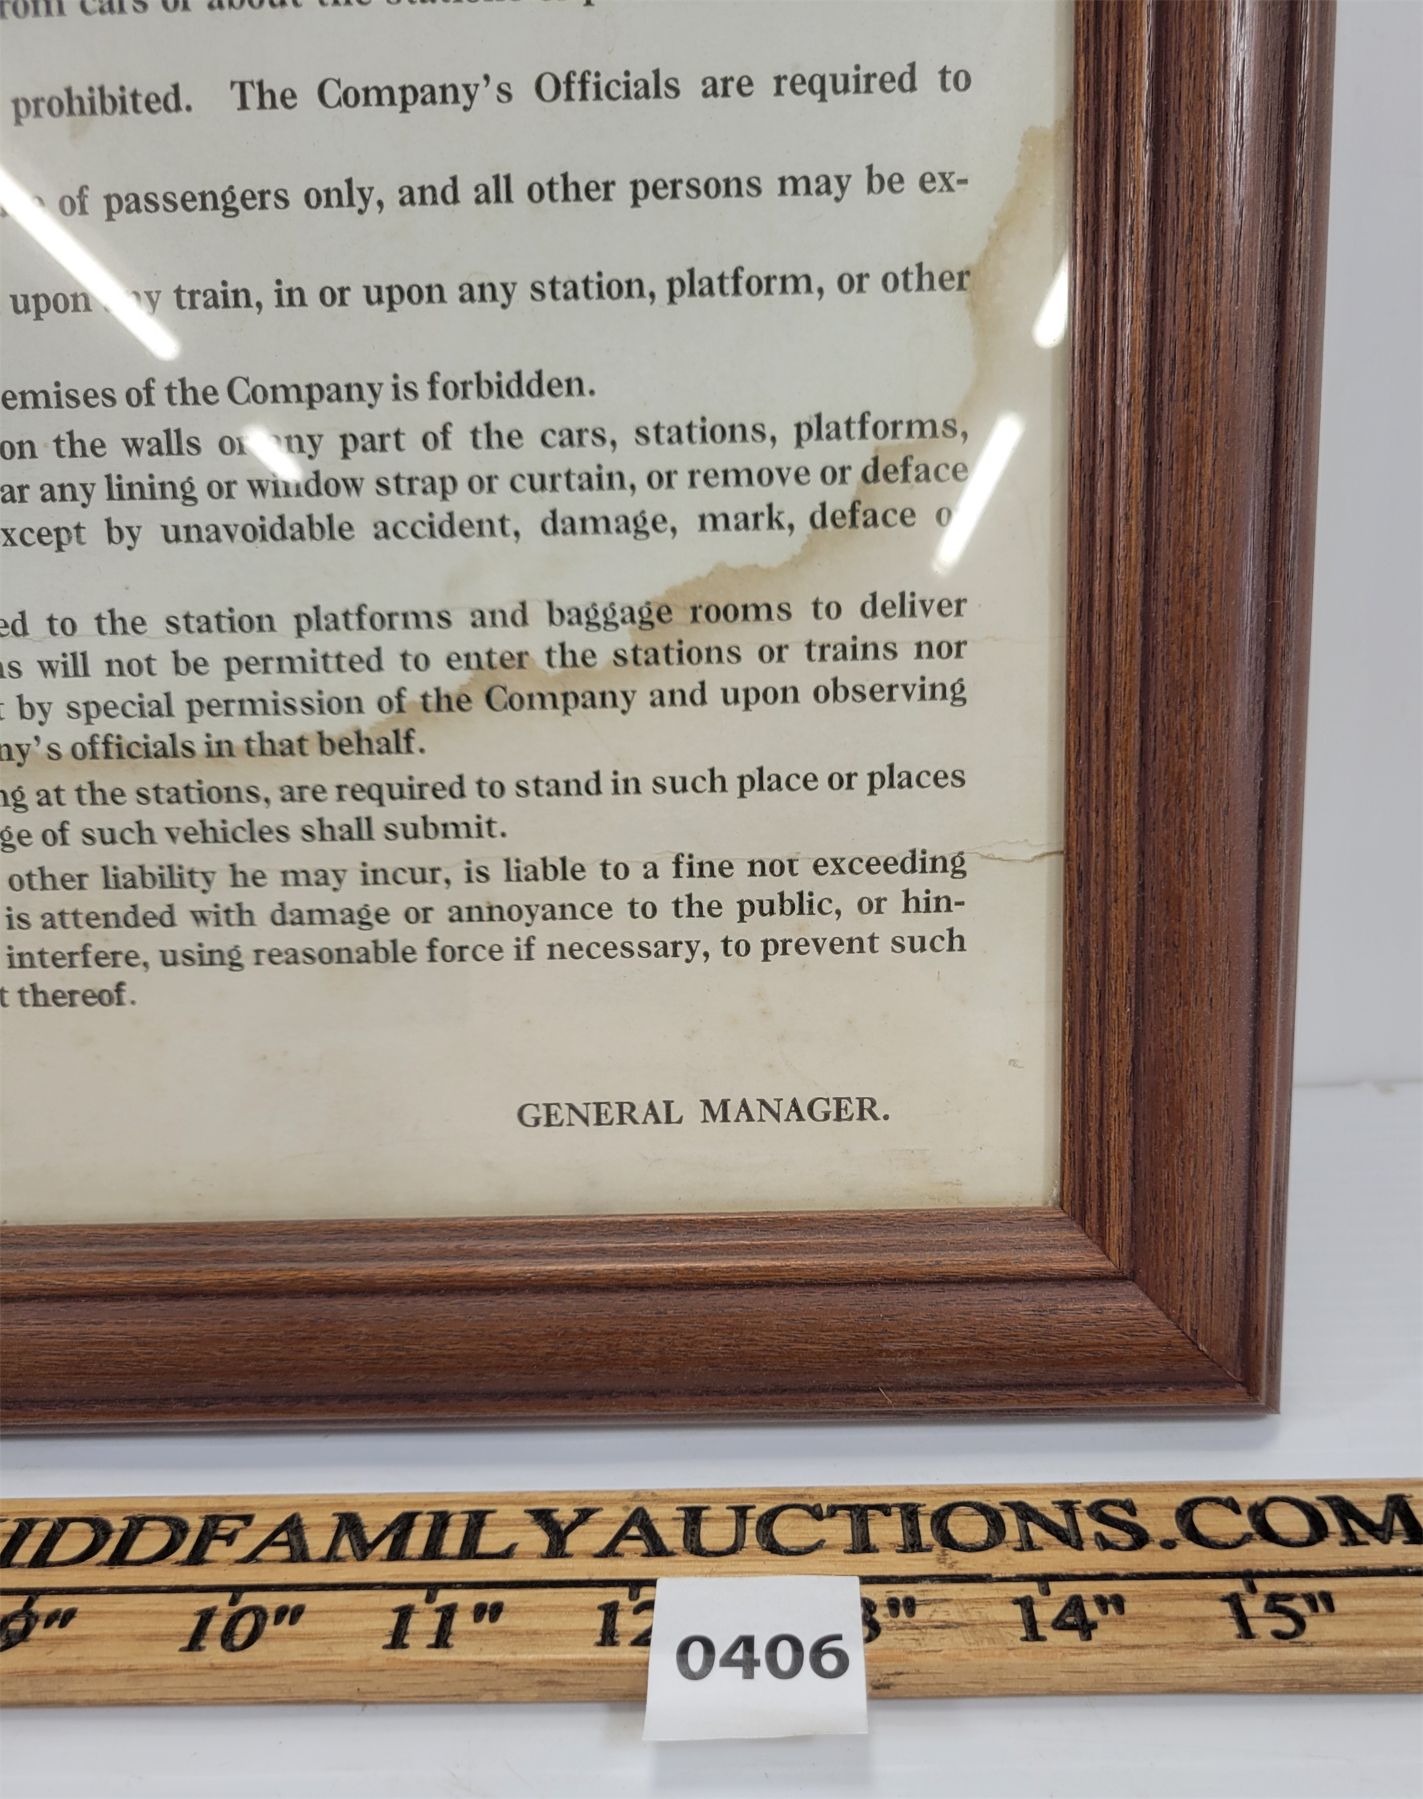 prohibited. The Company's Officials are required to
of passengers only, and all other persons may be ex-
upon train, in or upon any station, platform, or other
emises of the Company is forbidden.
on the walls or any part of the cars, stations, platforms,
ar any lining or window strap or curtain, or remove or deface
xcept by unavoidable accident, damage, mark, deface o
ed to the station platforms and baggage rooms to deliver
ns will not be permitted to enter the stations or trains nor
t by special permission of the Company and upon observing
ny's officials in that behalf.
ng at the stations, are required to stand in such place or places
ge of such vehicles shall submit.
other liability he may incur, is liable to a fine not exceeding
is attended with damage or annoyance to the public, or hin-
interfere, using reasonable force if necessary, to prevent such
t thereof.
GENERAL MANAGER.
IDDFAMILYAUCTIONS.COM
9" 10" 11" 12 3" 14" 15"
0406